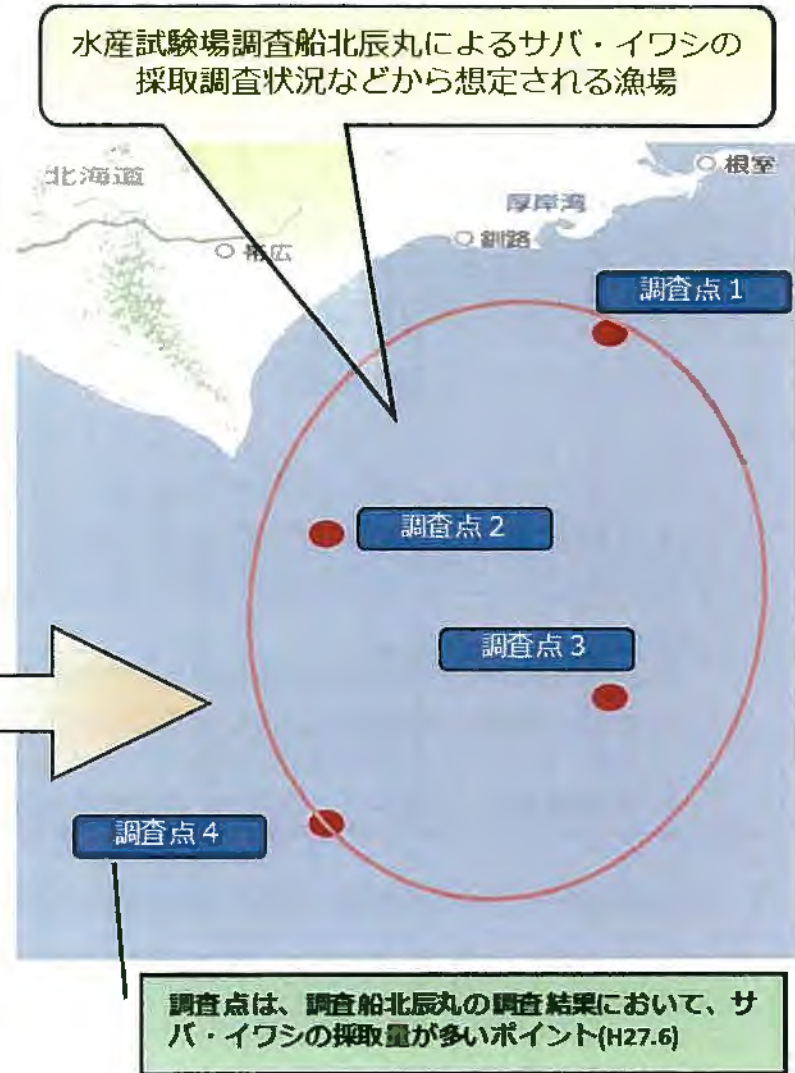 水産試験場調査船北辰丸によるサバ・イワシの
採取調査状況などから想定される漁場
北海道
根室
厚岸湾
釧路
帯広
調査点1
調査点2
調査点3
調査点4
調査点は、調査船北辰丸の調査結果において、サ
バ・イワシの採取量が多いポイント(H27.6)